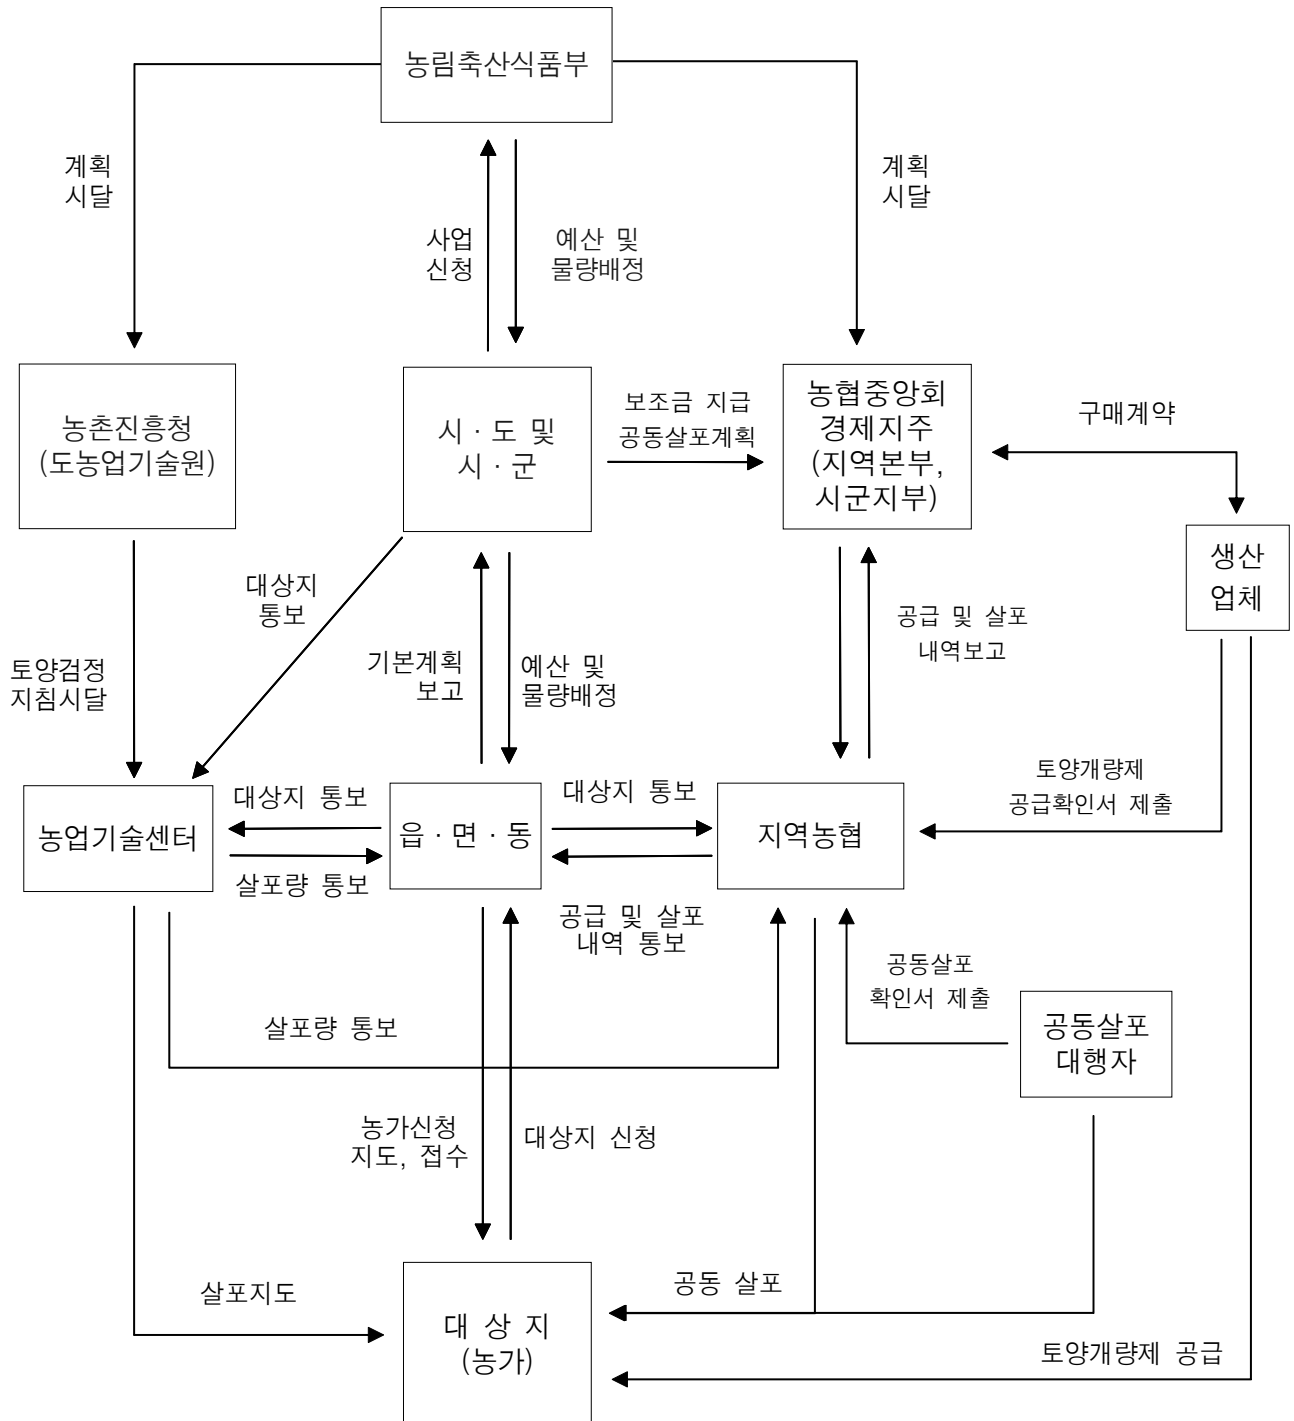 농림축산식품부
계획
시달
계획
시달
사업
신청
예산 및
물량배정
농촌진흥청
(도농업기술원)
시 · 도 및
시 · 군
보조금 지급
공동살포계획
농협중앙회
경제지주
(지역본부,
시군지부)
구매계약
생산
업체
대상지
통보
토양검정
지침시달
기본계획
보고
예산 및
물량배정
공급 및 살포
내역보고
토양개량제
공급확인서 제출
농업기술센터
대상지 통보
살포량 통보
읍 · 면 · 동
대상지 통보
공급 및 살포
내역 통보
지역농협
공동살포
확인서 제출
공동살포
대행자
살포량 통보
농가신청
지도, 접수
대상지 신청
살포지도
대 상 지
(농가)
공동 살포
토양개량제 공급